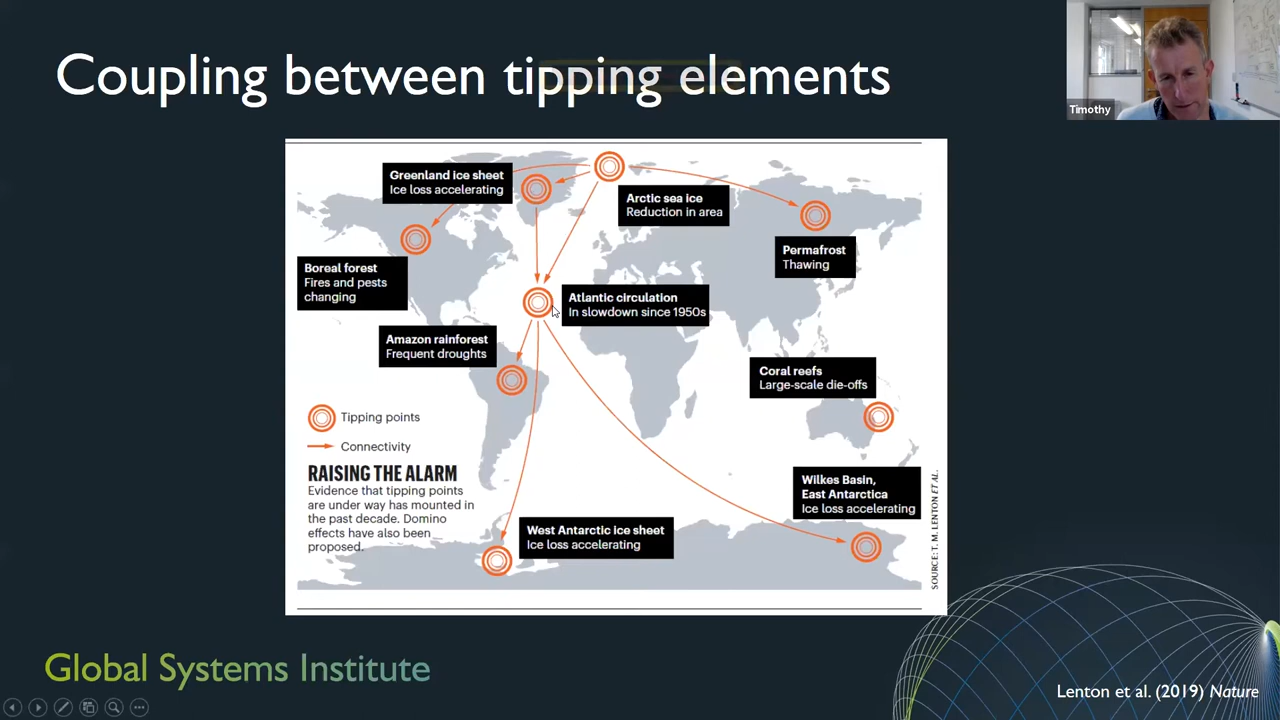 Coupling between tipping elements
Timothy
Greenland ice sheet
Ice loss accelerating
Arctic sea ice
Reduction in area
Permafrost
Thawing
Boreal forest
Fires and pests
changing
Atlantic circulation
In slowdown since 1950s
Amazon rainforest
Frequent droughts
Coral reefs
Large-scale die-offs
Tipping points
Connectivity
RAISING THE ALARM
Evidence that tipping points
are under way has mounted in
the past decade. Domino
effects have also been
proposed.
Wilkes Basin,
East Antarctica
Ice loss accelerating
West Antarctic ice sheet
Ice loss accelerating
SOURCE: T. M. LENTON ET AL.
Global Systems Institute
Lenton et al. (2019) Nature